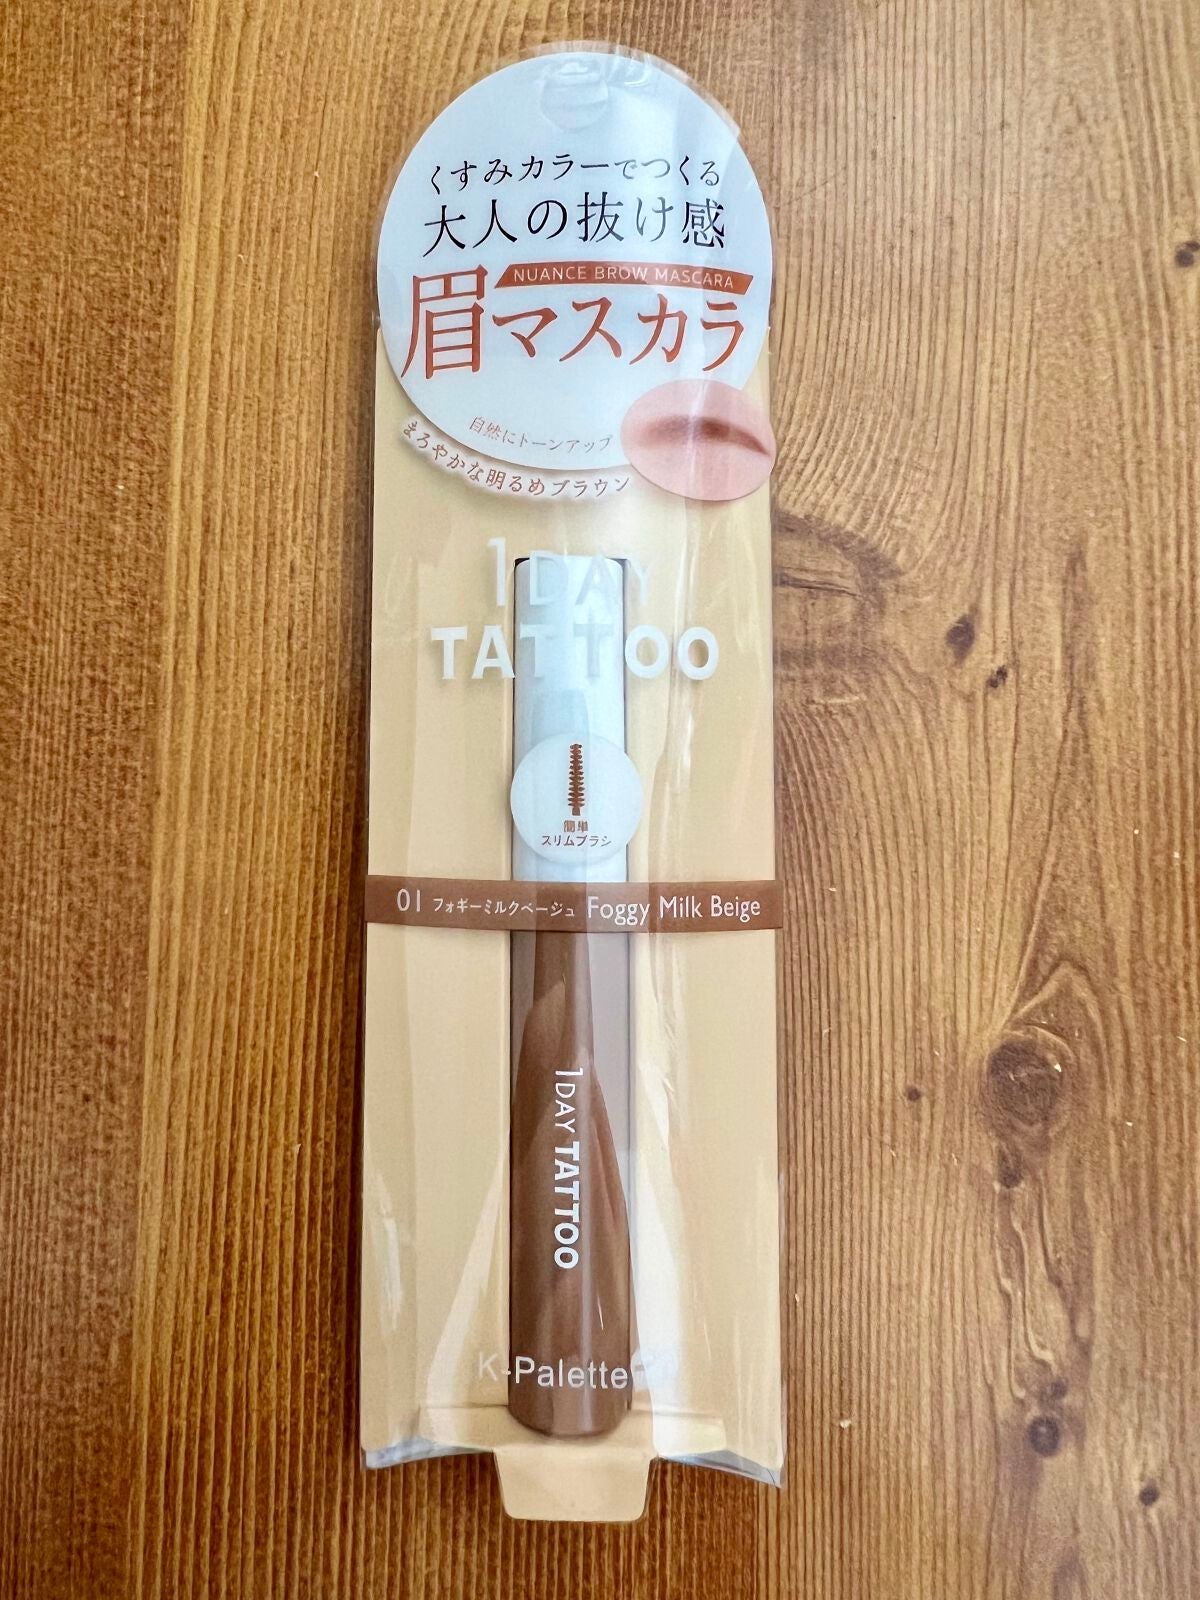 くすみカラーでつくる
大人の抜け感
NUANCE BROW MASCARA
眉マスカラ
自然にトーンアップ
まろやかな明るめブラウン
1DAY
TATTOO
簡単
スリムブラシ
01 フォギーミルクベージュ Foggy Milk Beige
1DAY TATTOO
K-Palette